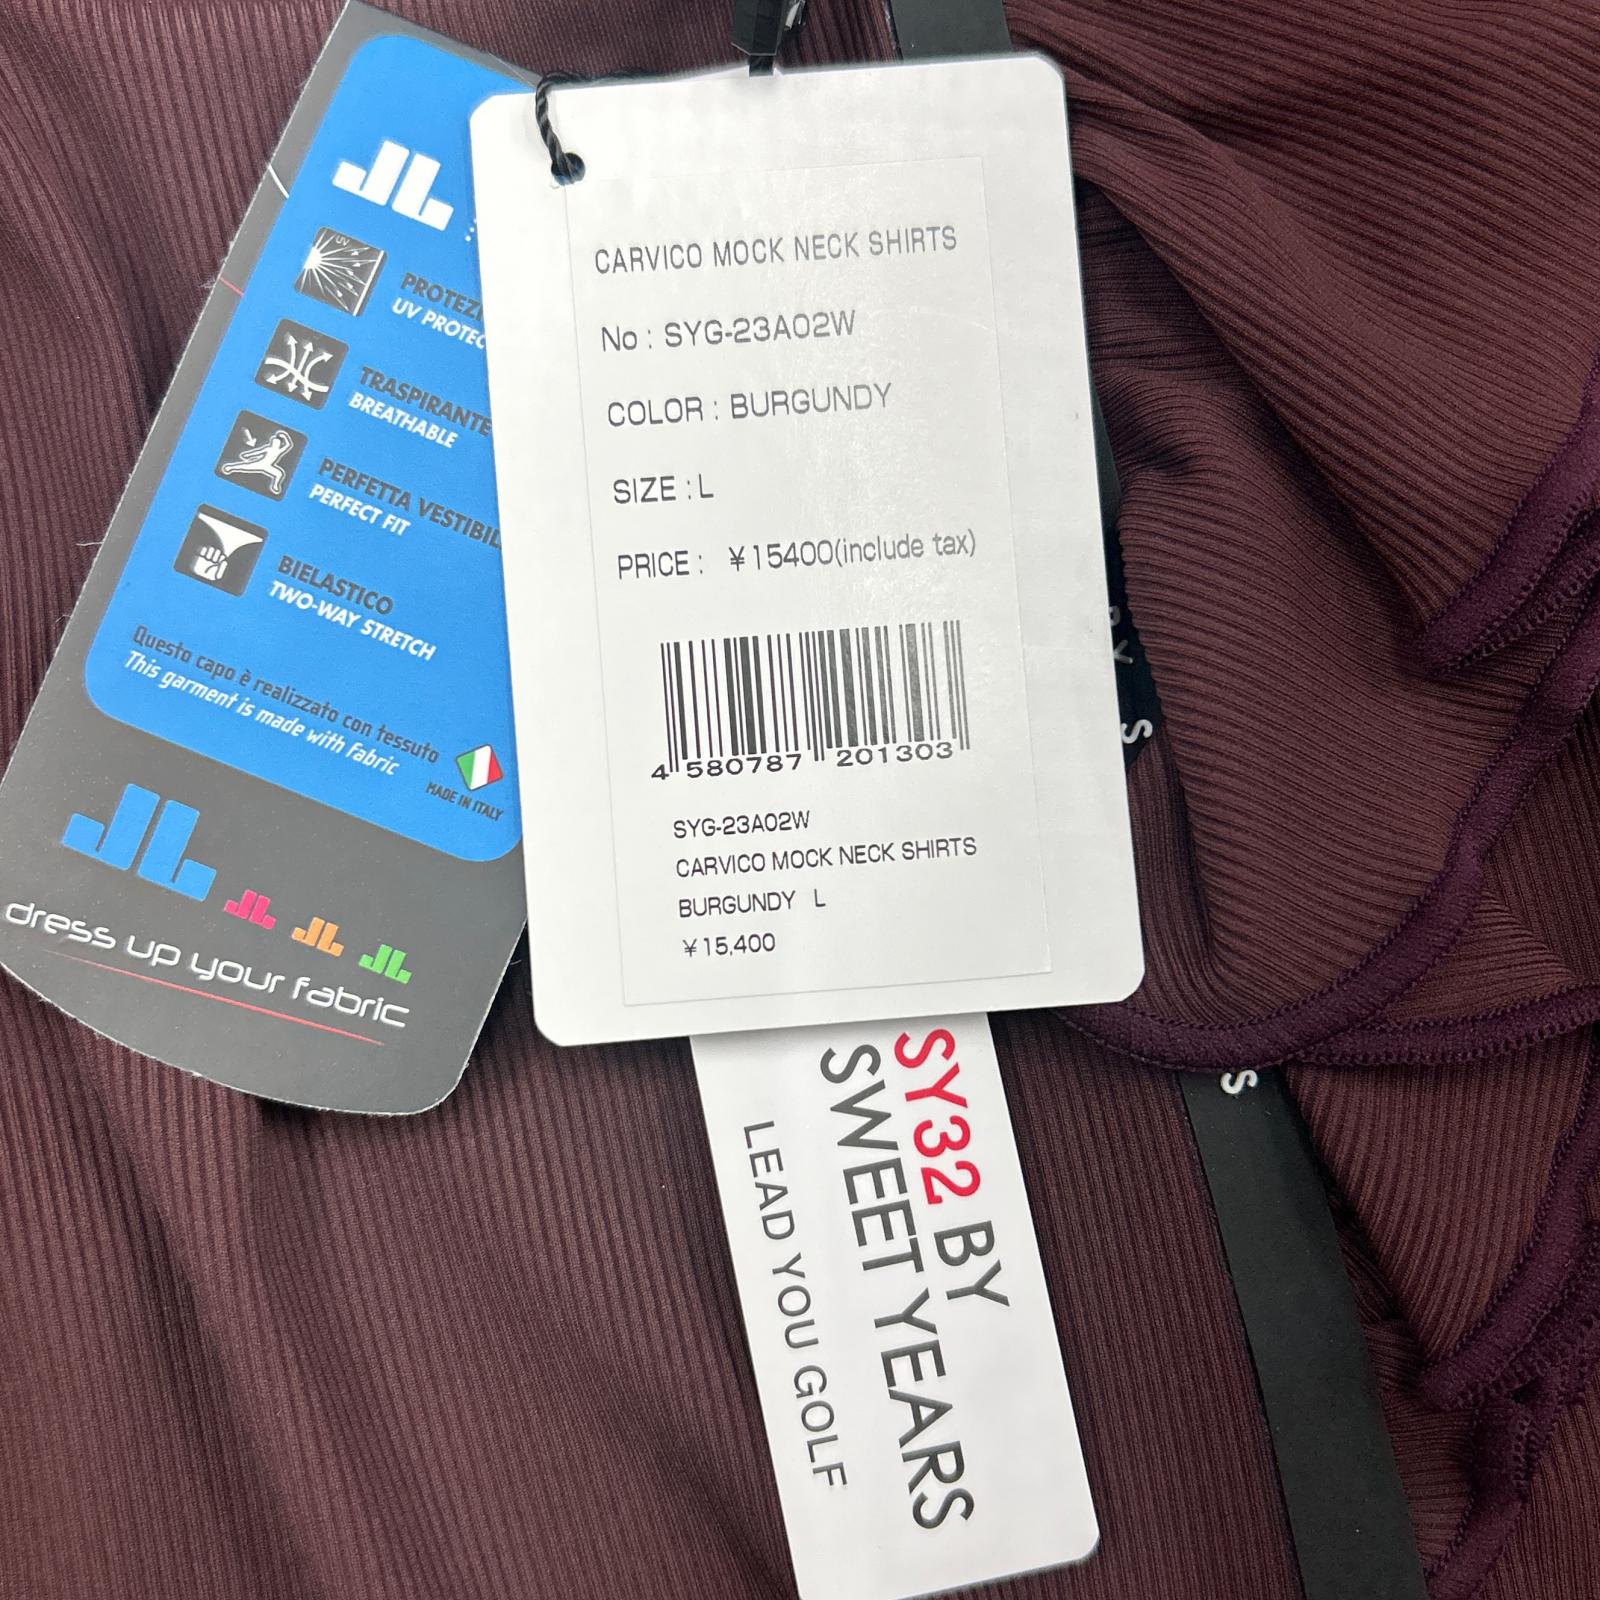 UV
PROTEZI
UV PROTEC
TRASPIRANTE
BREATHABLE
PERFETTA VESTIBIL
PERFECT FIT
BIELASTICO
TWO-WAY STRETCH
Questo capo è realizzato con tessuto
This garment is made with fabric
MADE IN ITALY
dress up your fabric
CARVICO MOCK NECK SHIRTS
No : SYG-23A02W
COLOR : BURGUNDY
SIZE : L
PRICE : ¥15400(include tax)
4 580787 201303
SYG-23A02W
CARVICO MOCK NECK SHIRTS
BURGUNDY L
¥15,400
SY32 BY
SWEET YEARS
LEAD YOU GOLF
BY S
S